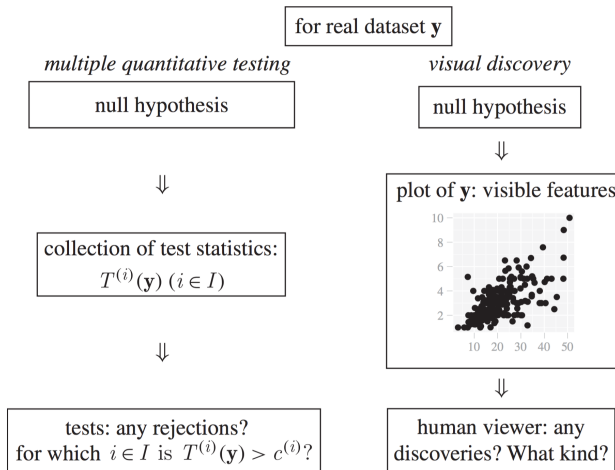 for real dataset y
multiple quantitative testing
null hypothesis
⇓
collection of test statistics:
T^(i)(y) (i ∈ I)
⇓
tests: any rejections?
for which i ∈ I is T^(i)(y) > c^(i)?
visual discovery
null hypothesis
⇓
plot of y: visible features
10
8
6
4
2
10 20 30 40 50
⇓
human viewer: any
discoveries? What kind?